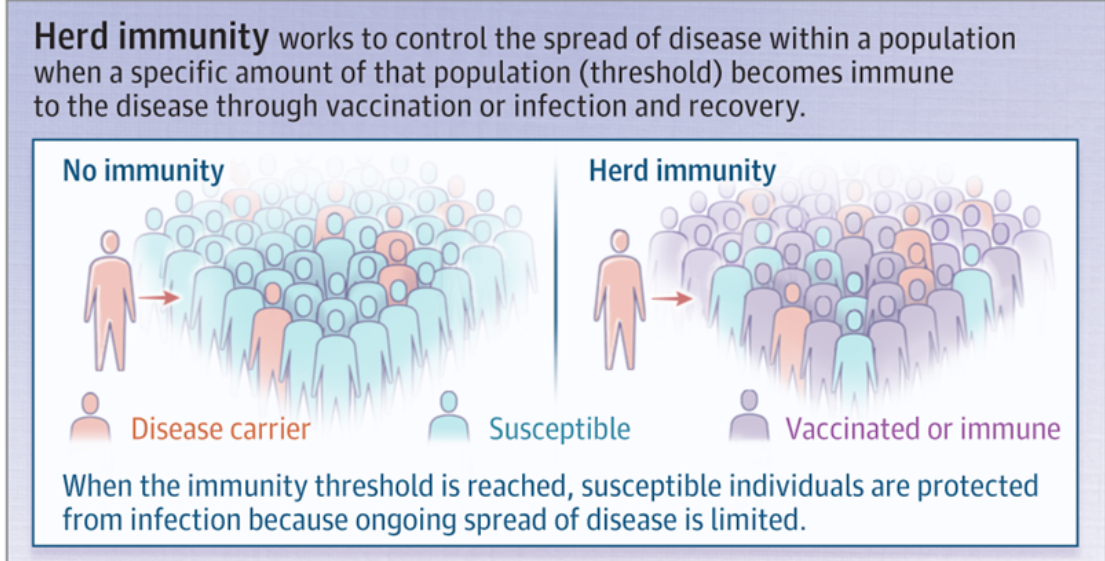 Herd immunity works to control the spread of disease within a population
when a specific amount of that population (threshold) becomes immune
to the disease through vaccination or infection and recovery.
No immunity
Herd immunity
Disease carrier
Susceptible
Vaccinated or immune
When the immunity threshold is reached, susceptible individuals are protected
from infection because ongoing spread of disease is limited.